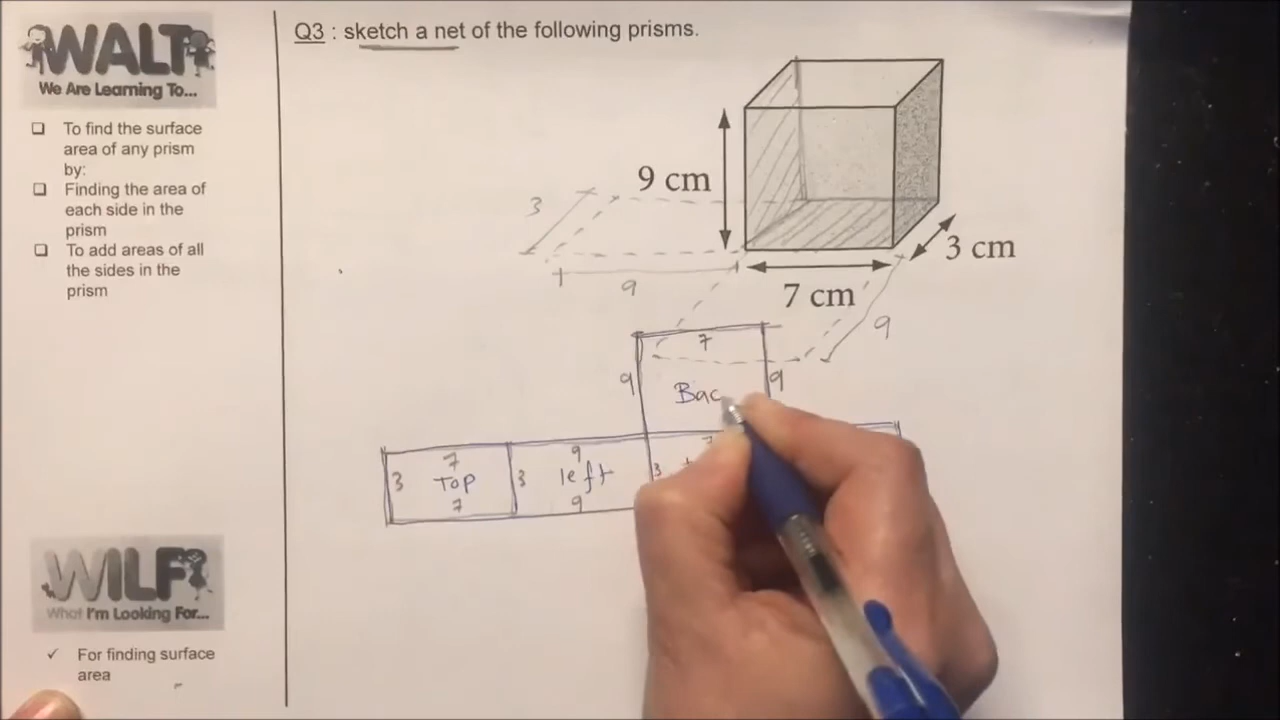 WALT
We Are Learning To...
❑ To find the surface
area of any prism
by:
❑ Finding the area of
each side in the
prism
❑ To add areas of all
the sides in the
prism
WILF
What I'm Looking For...
✓ For finding surface
area
Q3 : sketch a net of the following prisms.
9 cm
3
3 cm
9
7 cm
9
7
9
9
Bac
7
9
3
Top
3
left
3
7
9